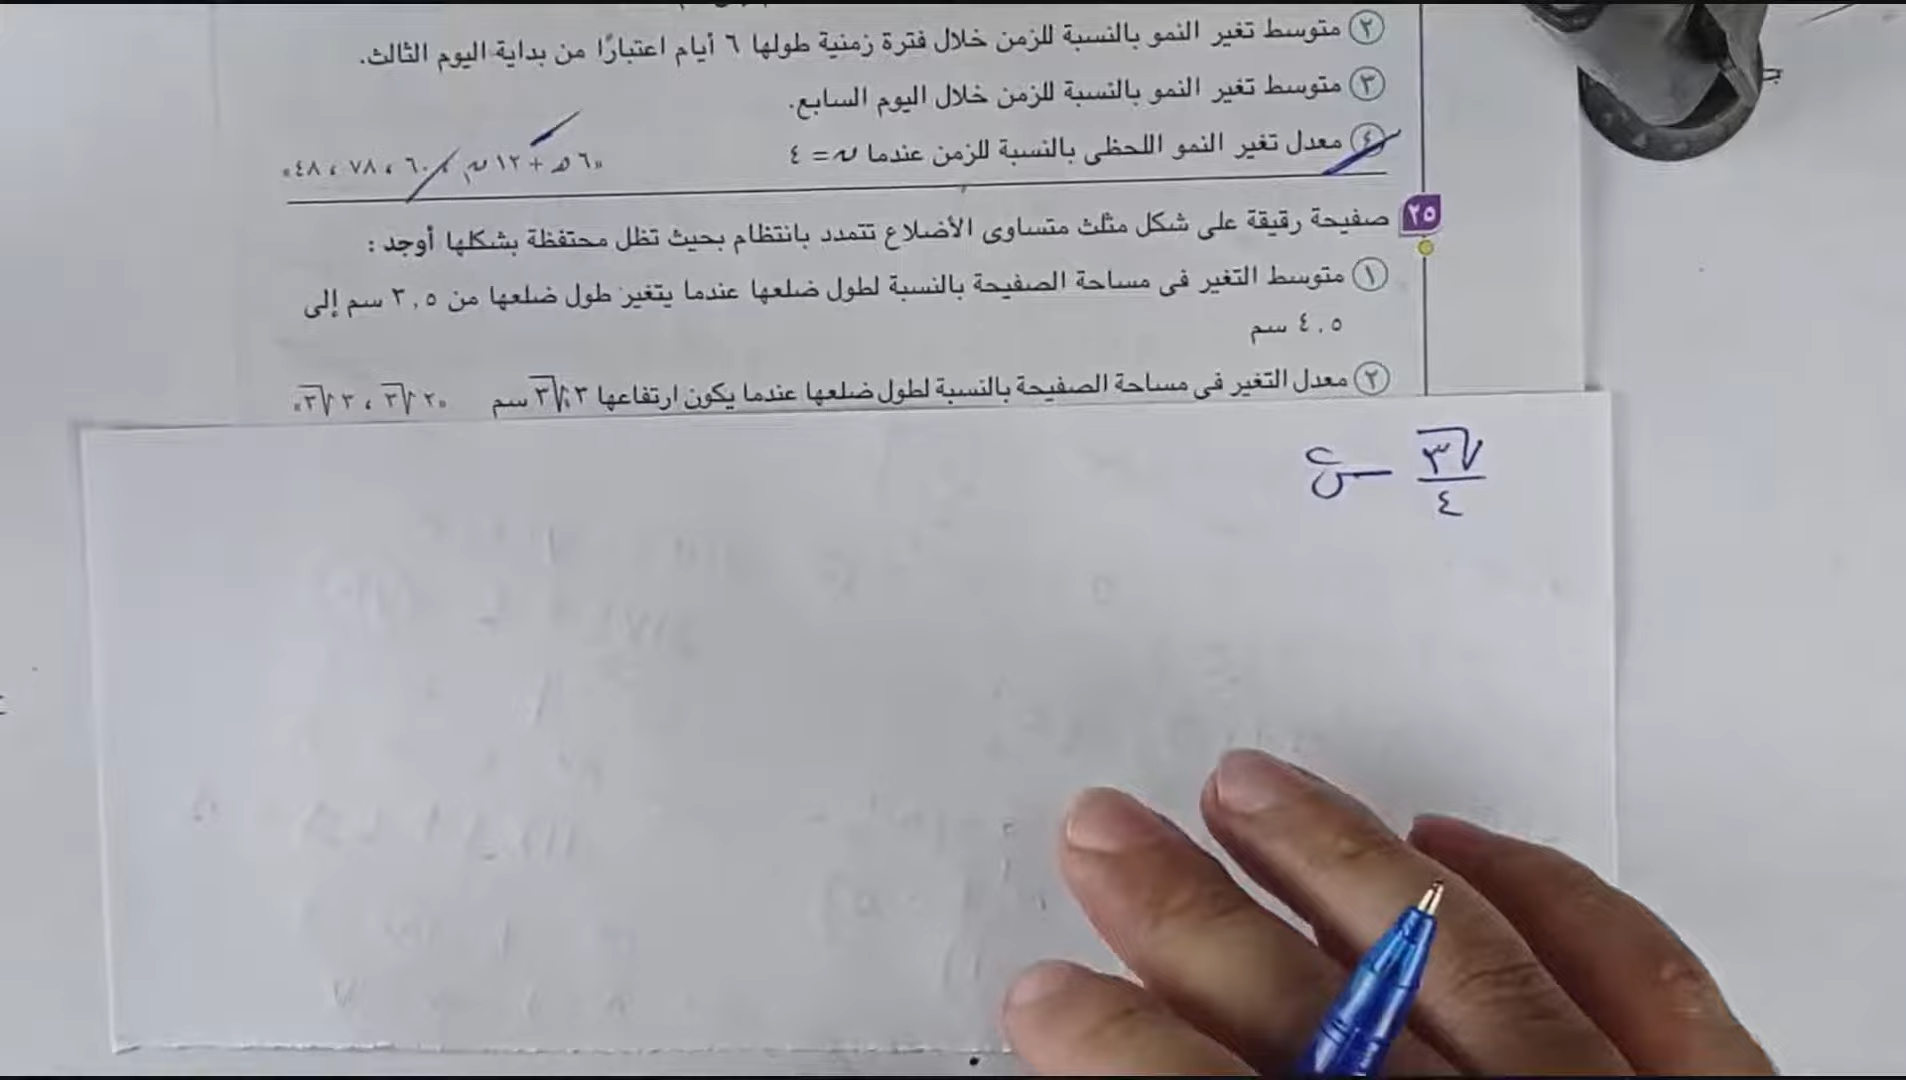 ٢ متوسط تغير النمو بالنسبة للزمن خلال فترة زمنية طولها ٦ أيام اعتبارًا من بداية اليوم الثالث.
٣ متوسط تغير النمو بالنسبة للزمن خلال اليوم السابع.
٤ معدل تغير النمو اللحظى بالنسبة للزمن عندما ن = ٤
«٦ هـ + ١٢ ن ، ٦٠ ، ٧٨ ، ٤٨»
٢٥ صفيحة رقيقة على شكل مثلث متساوى الأضلاع تتمدد بانتظام بحيث تظل محتفظة بشكلها أوجد :
١ متوسط التغير فى مساحة الصفيحة بالنسبة لطول ضلعها عندما يتغير طول ضلعها من ٣,٥ سم إلى
٤,٥ سم
٢ معدل التغير فى مساحة الصفيحة بالنسبة لطول ضلعها عندما يكون ارتفاعها ٣√٣ سم «٢√٣ ، ٣√٣»
√٣/٤ س٢